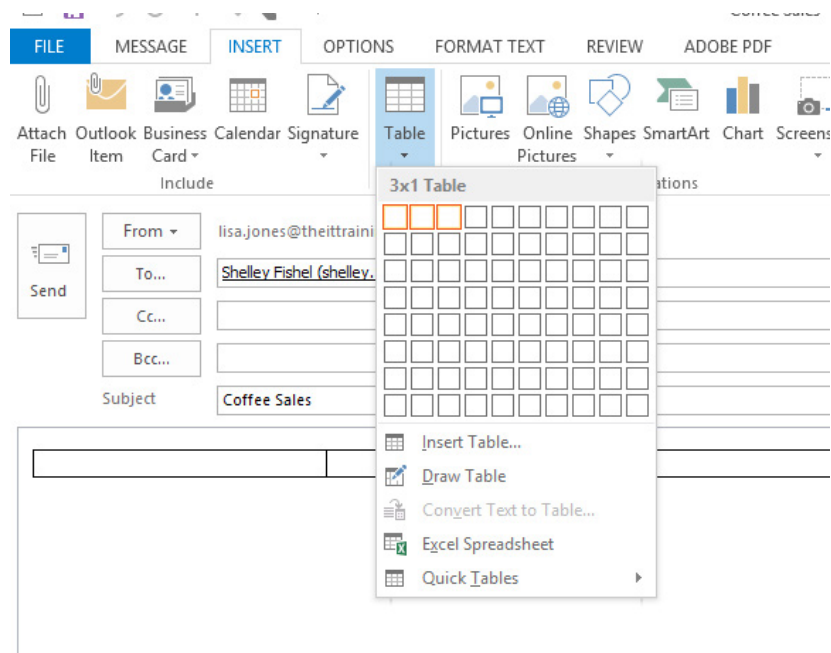 FILE MESSAGE INSERT OPTIONS FORMAT TEXT REVIEW ADOBE PDF
Attach Outlook Business Calendar Signature Table Pictures Online Shapes SmartArt Chart
File Item Card Pictures
Include
3x1 Table
From lisa.jones@theittraini
To... Shelley Fishel (shelley.
Send
Cc...
Bcc...
Subject Coffee Sales
Insert Table...
Draw Table
Convert Text to Table...
Excel Spreadsheet
Quick Tables